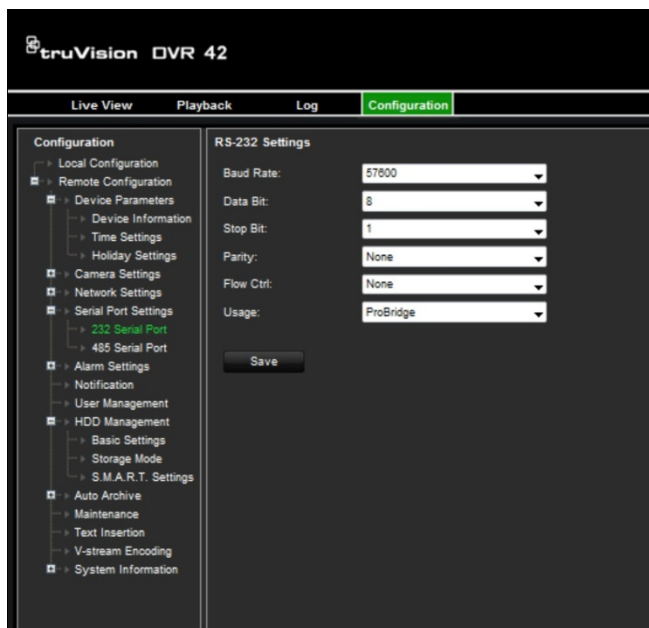 truVision DVR 42
Live View Playback Log Configuration
Configuration
Local Configuration
Remote Configuration
Device Parameters
Device Information
Time Settings
Holiday Settings
Camera Settings
Network Settings
Serial Port Settings
232 Serial Port
485 Serial Port
Alarm Settings
Notification
User Management
HDD Management
Basic Settings
Storage Mode
S.M.A.R.T. Settings
Auto Archive
Maintenance
Text Insertion
V-stream Encoding
System Information
RS-232 Settings
Baud Rate: 57600
Data Bit: 8
Stop Bit: 1
Parity: None
Flow Ctrl: None
Usage: ProBridge
Save